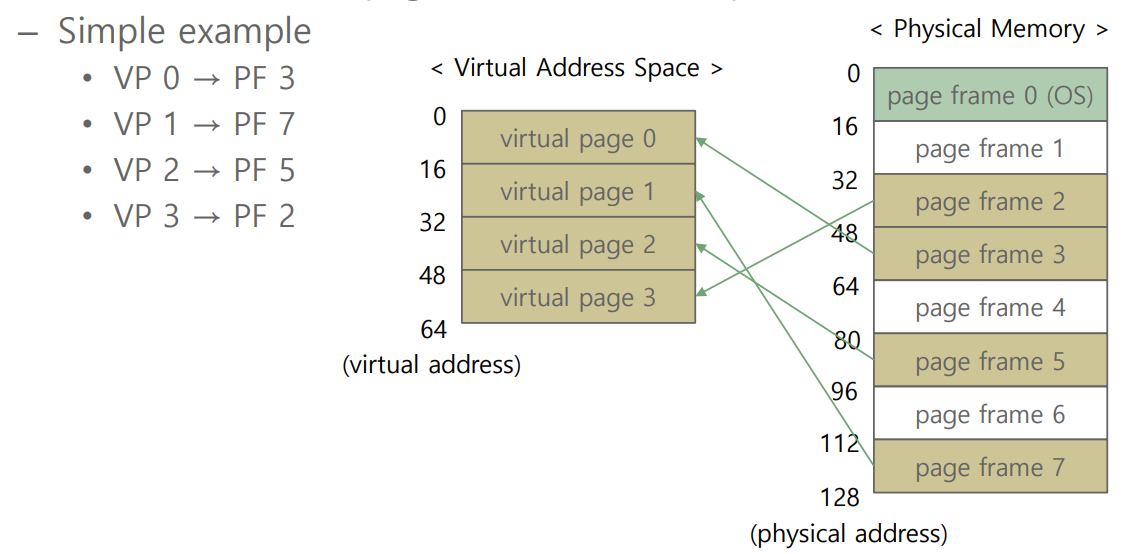 – Simple example
• VP 0 → PF 3
• VP 1 → PF 7
• VP 2 → PF 5
• VP 3 → PF 2
< Virtual Address Space >
0
virtual page 0
16
virtual page 1
32
virtual page 2
48
virtual page 3
64
(virtual address)
< Physical Memory >
0
page frame 0 (OS)
16
page frame 1
32
page frame 2
48
page frame 3
64
page frame 4
80
page frame 5
96
page frame 6
112
page frame 7
128
(physical address)